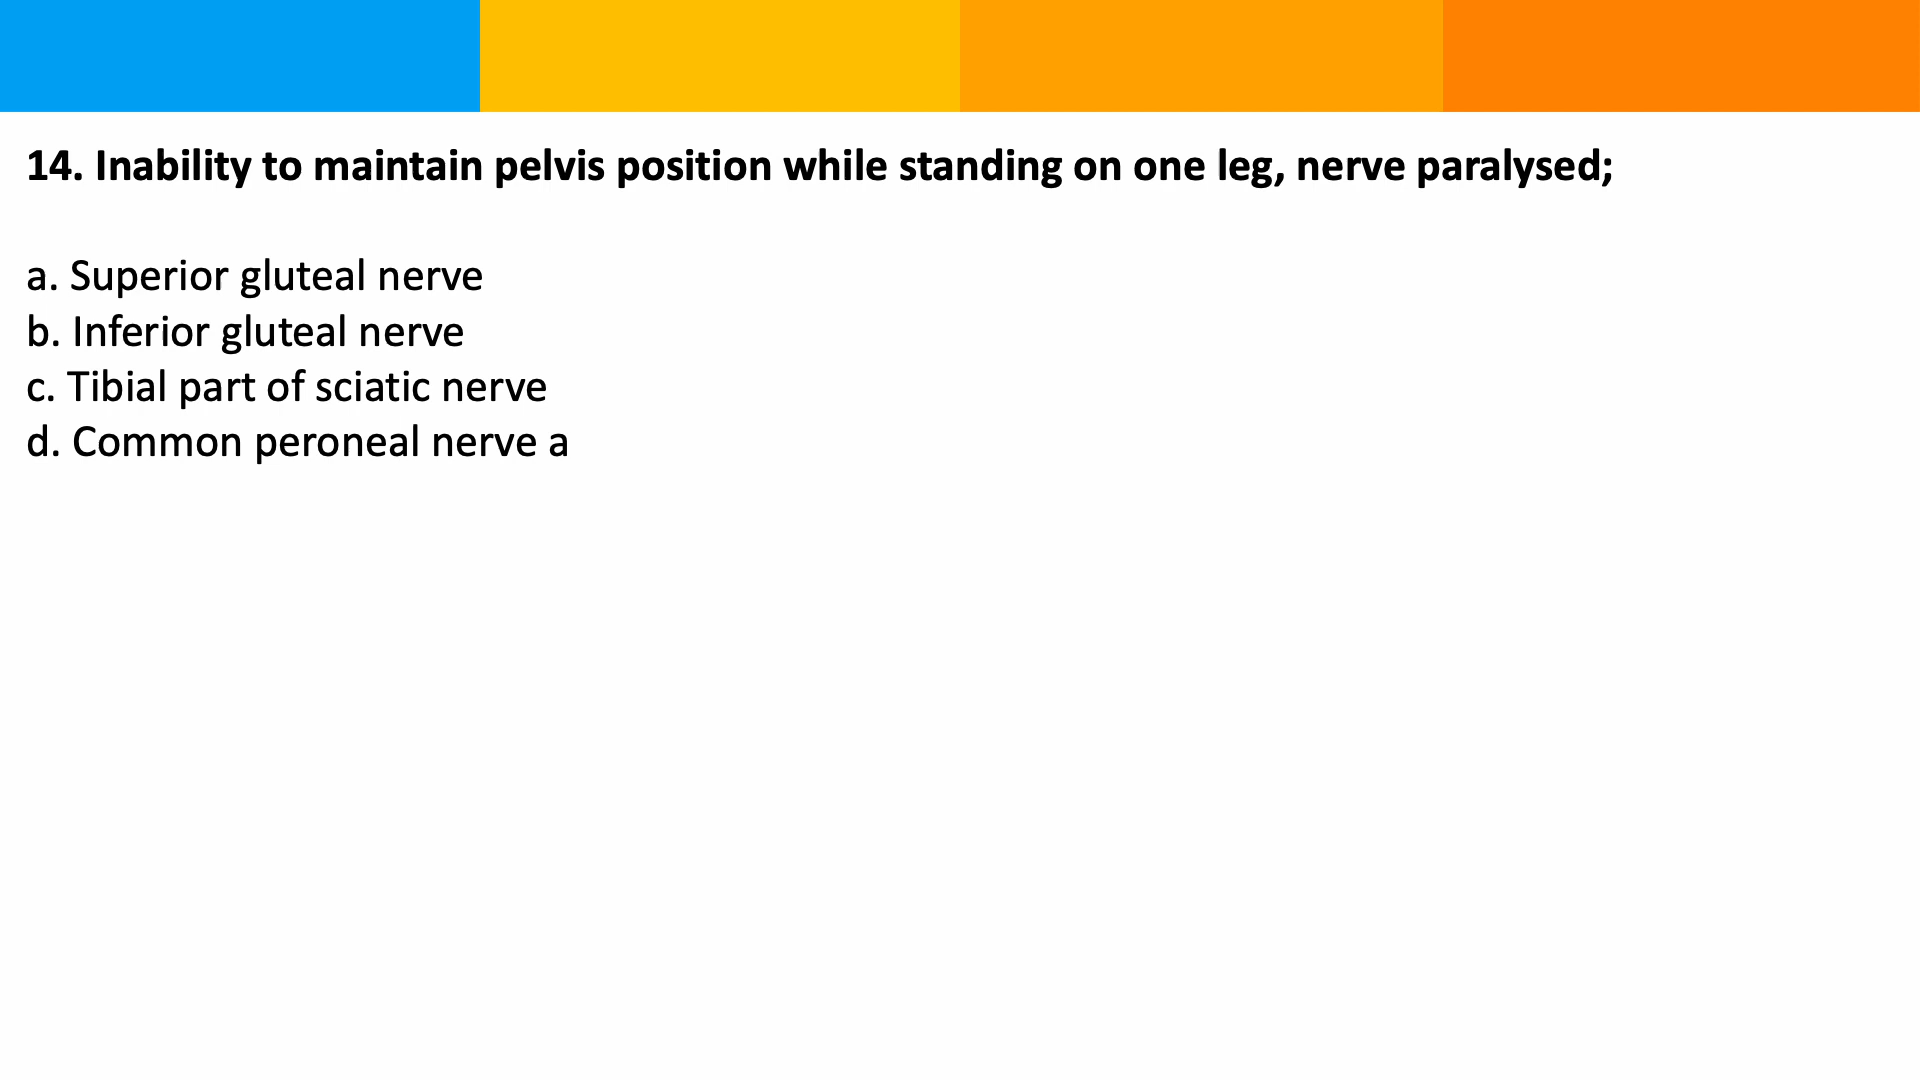 14. Inability to maintain pelvis position while standing on one leg, nerve paralysed;
a. Superior gluteal nerve
b. Inferior gluteal nerve
c. Tibial part of sciatic nerve
d. Common peroneal nerve a